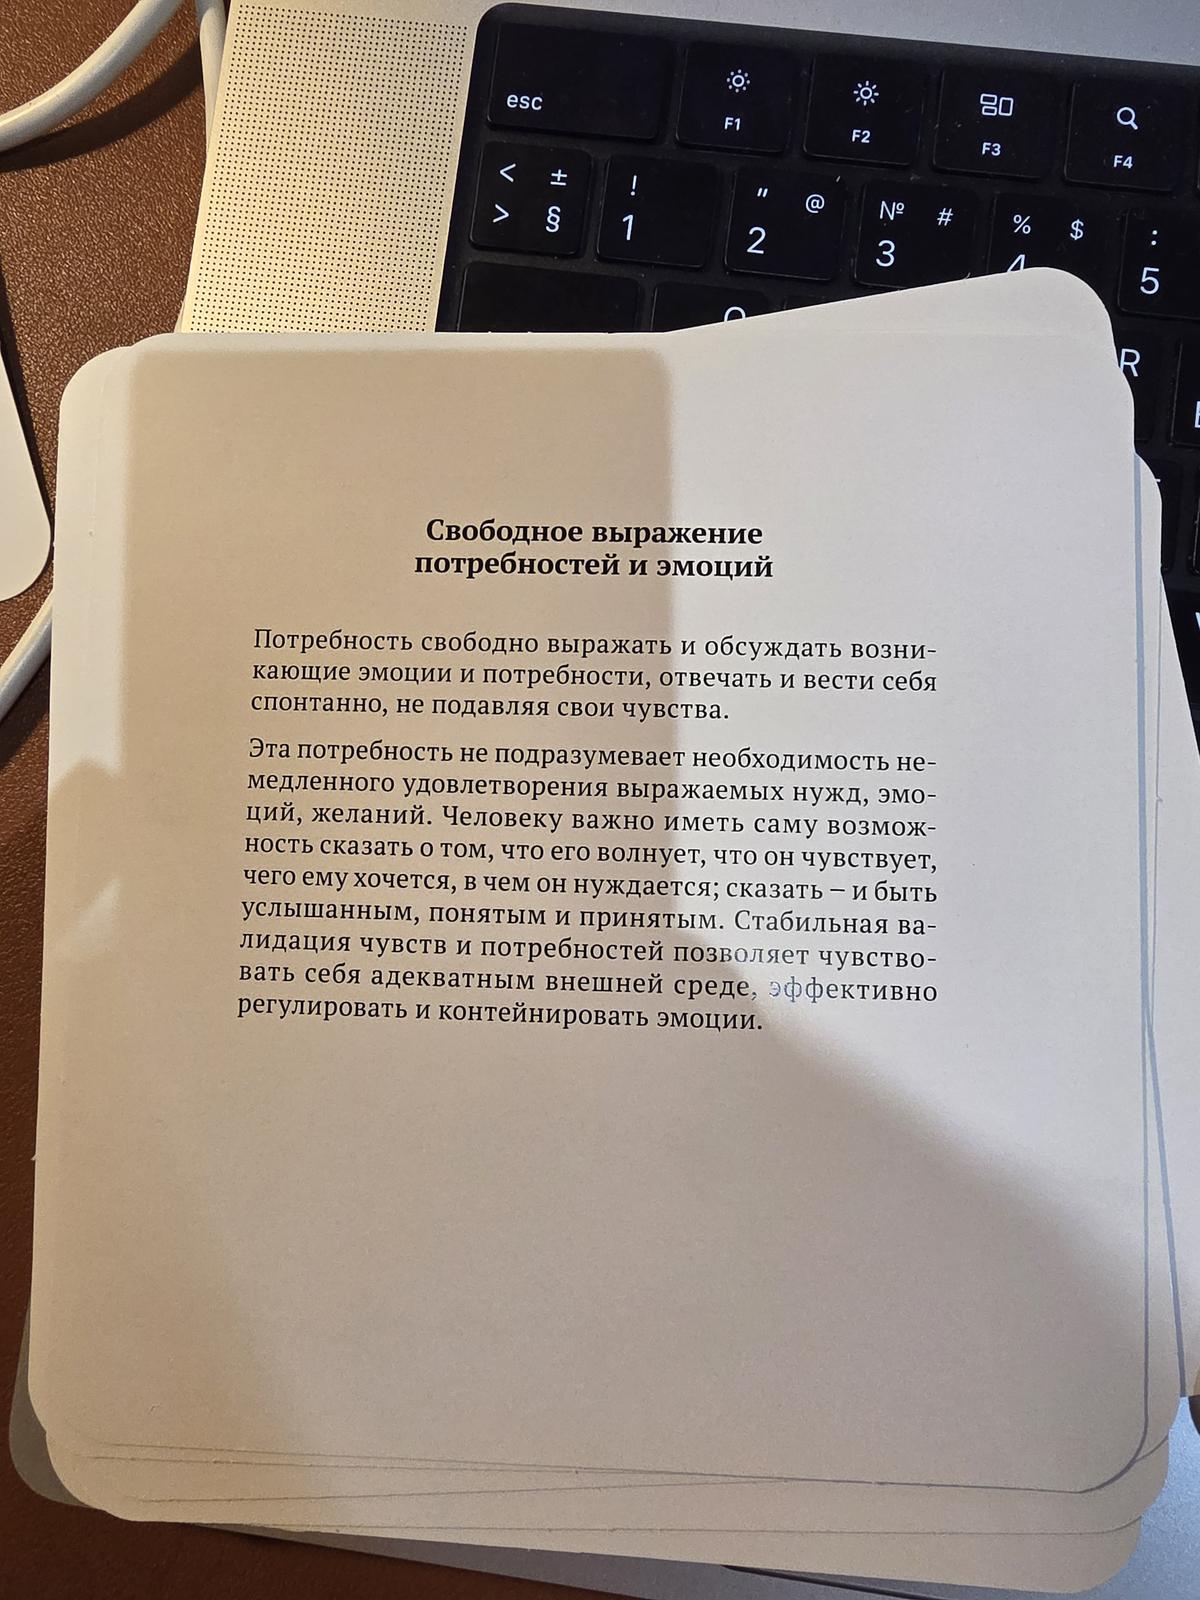 esc
F1
F2
F3
F4
< ±
> §
!
1
" @
2
№ #
3
% $
4
:
5
Q
R
Свободное выражение
потребностей и эмоций
Потребность свободно выражать и обсуждать возни-
кающие эмоции и потребности, отвечать и вести себя
спонтанно, не подавляя свои чувства.
Эта потребность не подразумевает необходимость не-
медленного удовлетворения выражаемых нужд, эмо-
ций, желаний. Человеку важно иметь саму возмож-
ность сказать о том, что его волнует, что он чувствует,
чего ему хочется, в чем он нуждается; сказать – и быть
услышанным, понятым и принятым. Стабильная ва-
лидация чувств и потребностей позволяет чувство-
вать себя адекватным внешней среде, эффективно
регулировать и контейнировать эмоции.